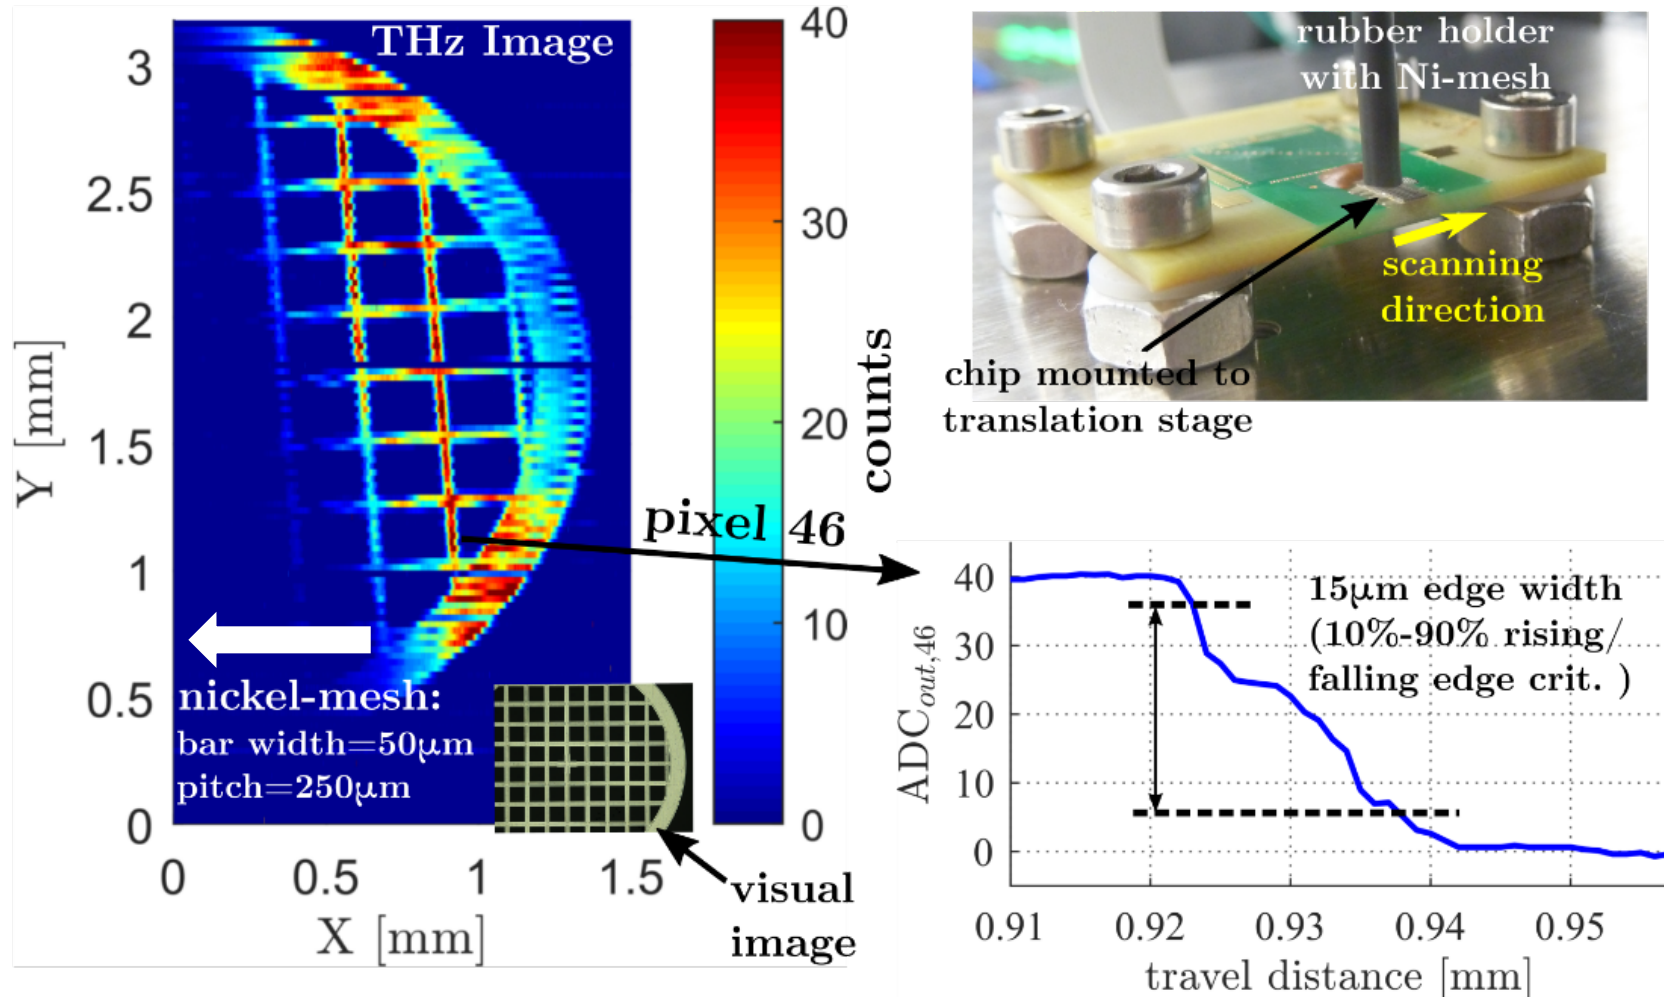 THz Image
3
2.5
2
1.5
1
0.5
0
Y [mm]
0 0.5 1 1.5
X [mm]
40
30
20
10
0
counts
nickel-mesh:
bar width=50μm
pitch=250μm
visual
image
pixel 46
rubber holder
with Ni-mesh
scanning
direction
chip mounted to
translation stage
40
30
20
10
0
ADCout,46
15μm edge width
(10%-90% rising/
falling edge crit. )
0.91 0.92 0.93 0.94 0.95
travel distance [mm]